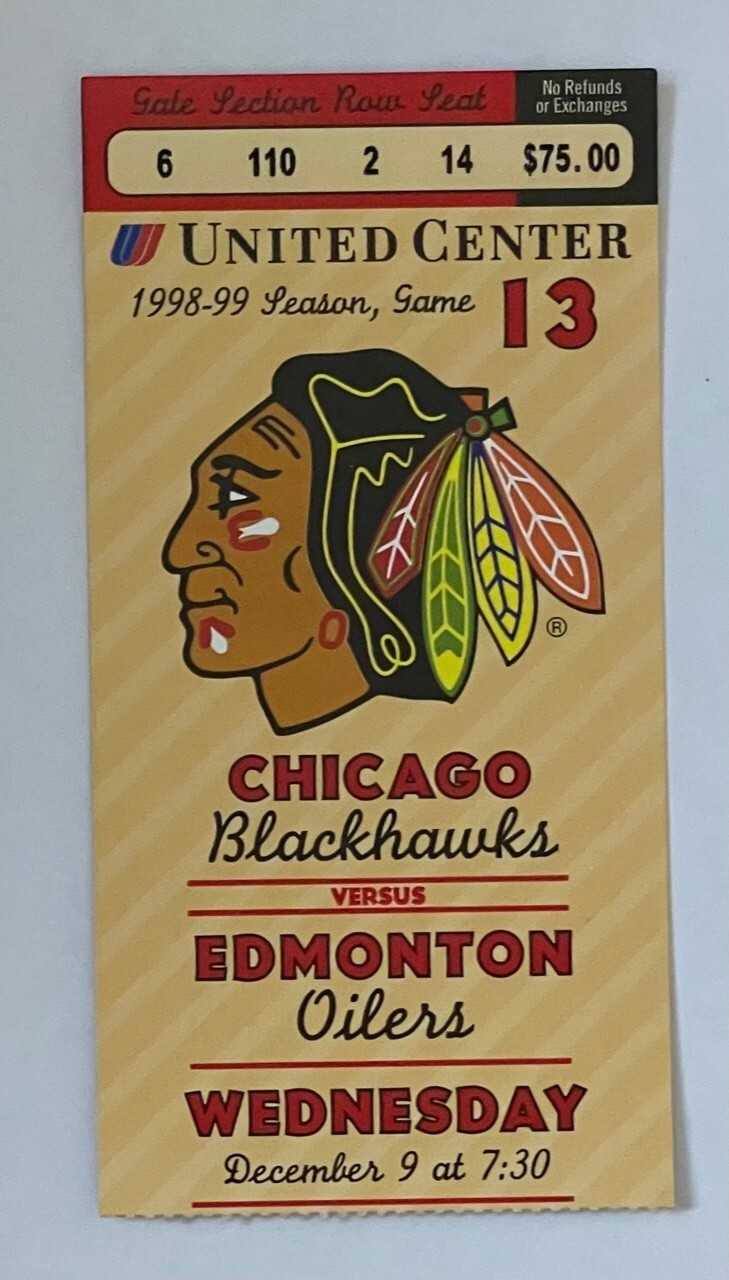 Gate Section Row Seat
No Refunds
or Exchanges
6 110 2 14 $75.00
UNITED CENTER
1998-99 Season, Game 13
®
CHICAGO
Blackhawks
VERSUS
EDMONTON
Oilers
WEDNESDAY
December 9 at 7:30